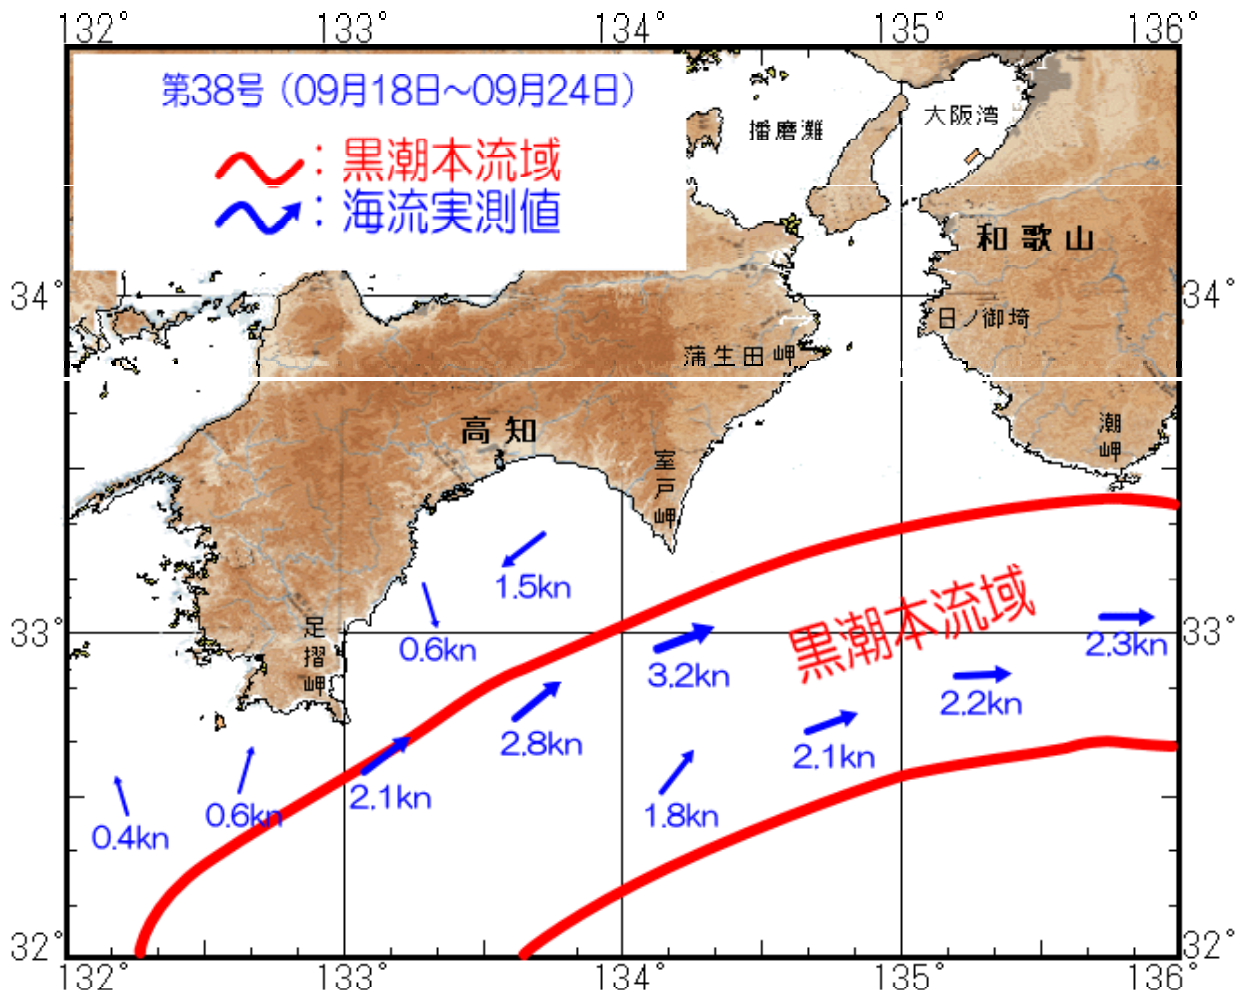 132° 133° 134° 135° 136°
第38号（09月18日～09月24日）
：黒潮本流域
：海流実測値
播磨灘
大阪湾
和歌山
34° 34°
日ノ御埼
蒲生田岬
高知
潮岬
室戸岬
1.5kn
黒潮本流域
足摺岬
33° 33°
0.6kn
3.2kn
2.3kn
2.2kn
2.8kn
2.1kn
2.1kn
0.6kn
1.8kn
0.4kn
32° 32°
132° 133° 134° 135° 136°